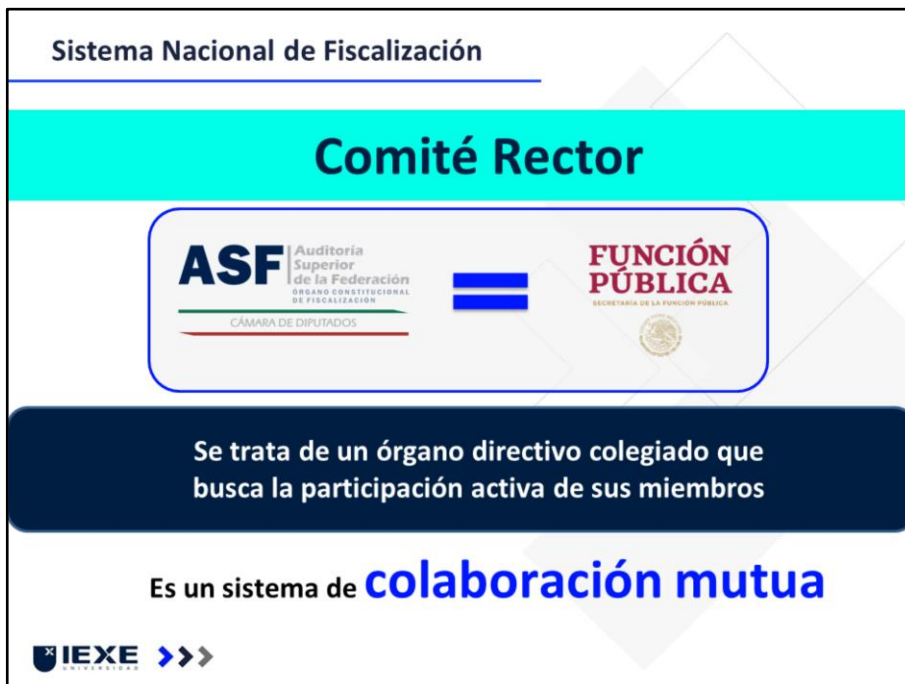 Sistema Nacional de Fiscalización
Comité Rector
ASF
Auditoría
Superior
de la Federación
ÓRGANO CONSTITUCIONAL
DE FISCALIZACIÓN
CÁMARA DE DIPUTADOS
FUNCIÓN
PÚBLICA
SECRETARÍA DE LA FUNCIÓN PÚBLICA
Se trata de un órgano directivo colegiado que
busca la participación activa de sus miembros
Es un sistema de colaboración mutua
IEXE
UNIVERSIDAD